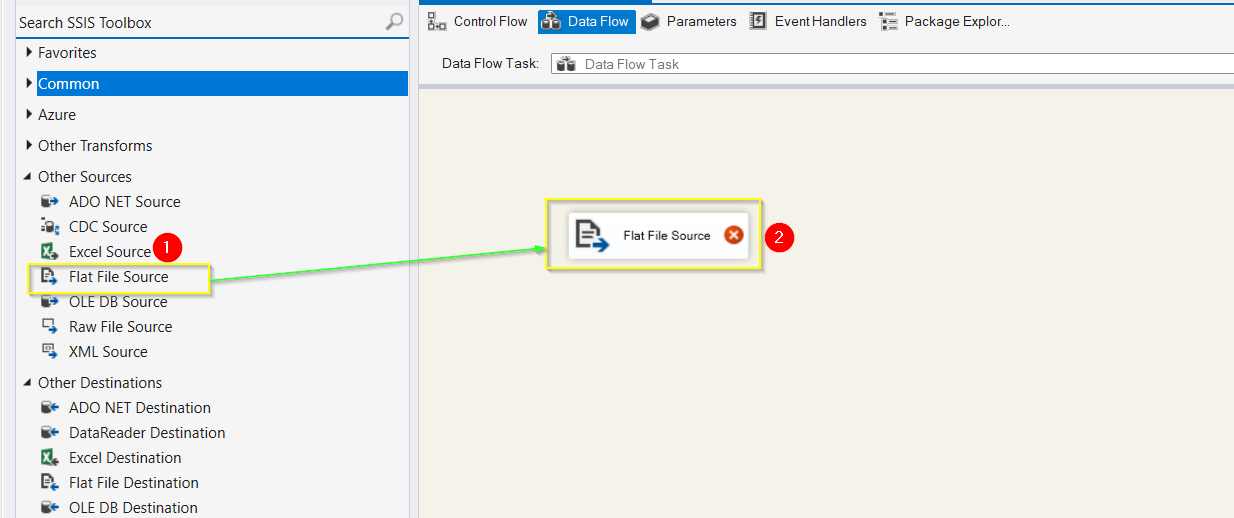 Search SSIS Toolbox
Favorites
Common
Azure
Other Transforms
Other Sources
ADO NET Source
CDC Source
Excel Source
1
Flat File Source
OLE DB Source
Raw File Source
XML Source
Other Destinations
ADO NET Destination
DataReader Destination
Excel Destination
Flat File Destination
OLE DB Destination
Control Flow
Data Flow
Parameters
Event Handlers
Package Explor...
Data Flow Task:
Data Flow Task
Flat File Source
2